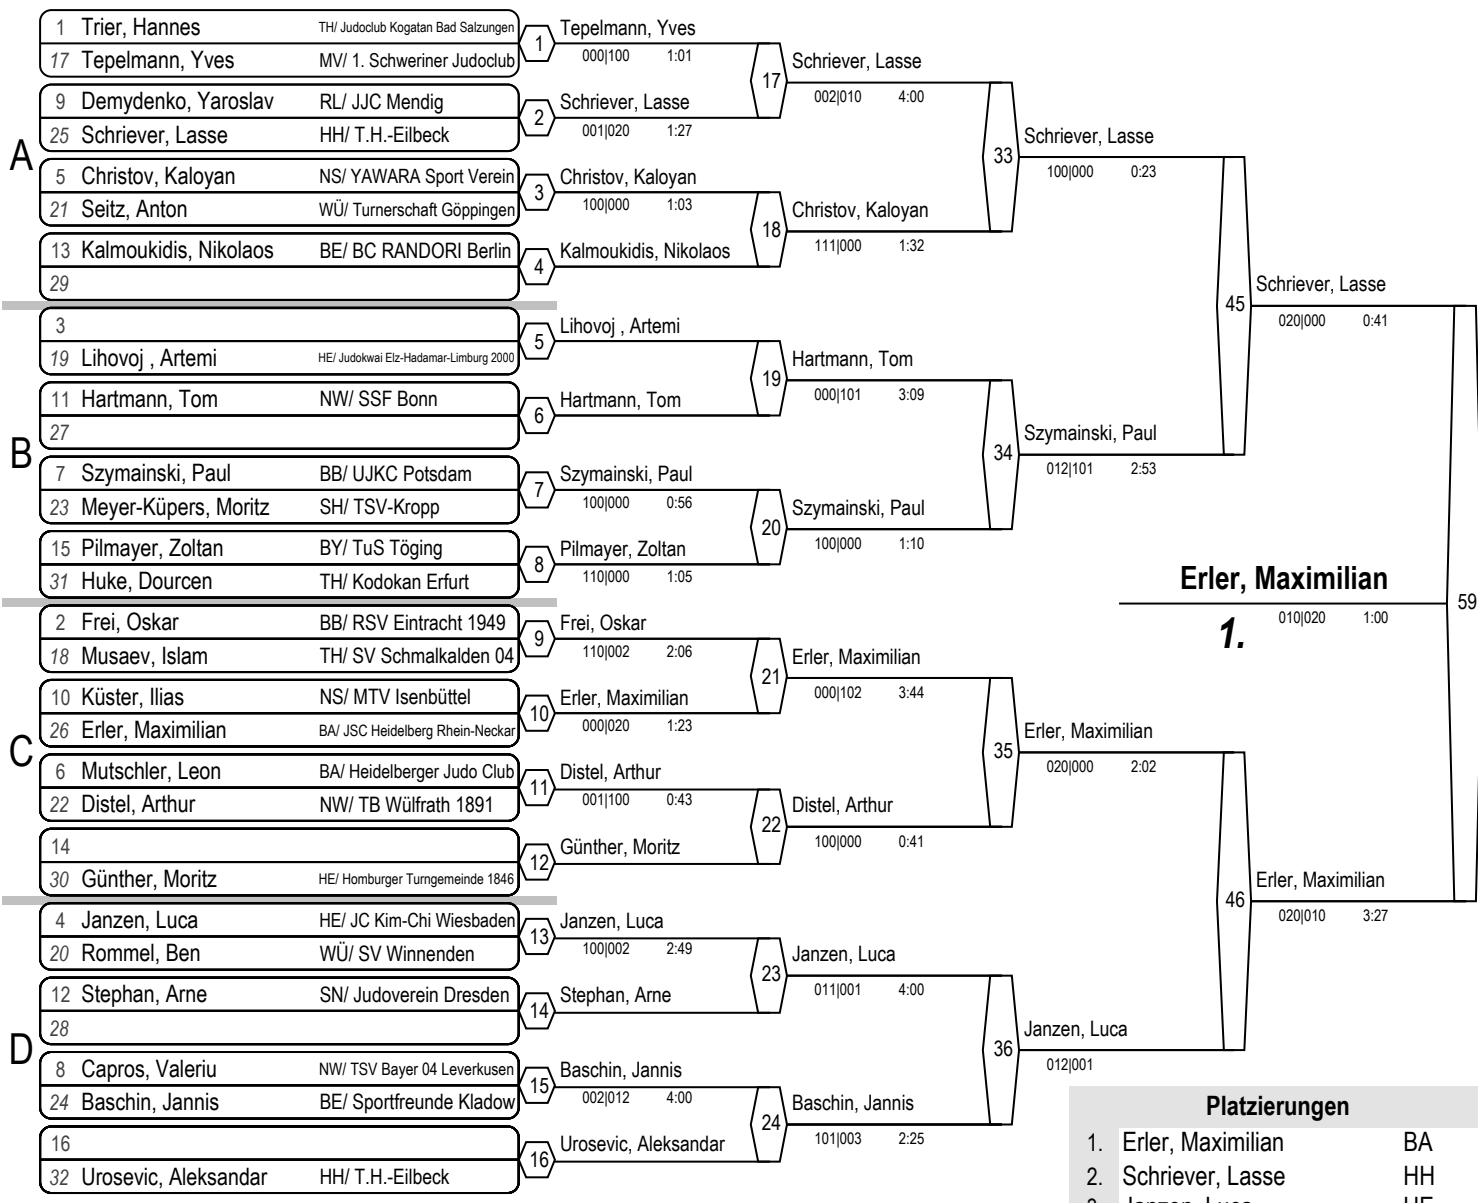 A
1 Trier, Hannes TH/ Judoclub Kogatan Bad Salzungen
17 Tepelmann, Yves MV/ 1. Schweriner Judoclub
9 Demydenko, Yaroslav RL/ JJC Mendig
25 Schriever, Lasse HH/ T.H.-Eilbeck
5 Christov, Kaloyan NS/ YAWARA Sport Verein
21 Seitz, Anton WÜ/ Turnerschaft Göppingen
13 Kalmoukidis, Nikolaos BE/ BC RANDORI Berlin
29
B
3
19 Lihovoj , Artemi HE/ Judokwai Elz-Hadamar-Limburg 2000
11 Hartmann, Tom NW/ SSF Bonn
27
7 Szymainski, Paul BB/ UJKC Potsdam
23 Meyer-Küpers, Moritz SH/ TSV-Kropp
15 Pilmayer, Zoltan BY/ TuS Töging
31 Huke, Dourcen TH/ Kodokan Erfurt
C
2 Frei, Oskar BB/ RSV Eintracht 1949
18 Musaev, Islam TH/ SV Schmalkalden 04
10 Küster, Ilias NS/ MTV Isenbüttel
26 Erler, Maximilian BA/ JSC Heidelberg Rhein-Neckar
6 Mutschler, Leon BA/ Heidelberger Judo Club
22 Distel, Arthur NW/ TB Wülfrath 1891
14
30 Günther, Moritz HE/ Homburger Turngemeinde 1846
D
4 Janzen, Luca HE/ JC Kim-Chi Wiesbaden
20 Rommel, Ben WÜ/ SV Winnenden
12 Stephan, Arne SN/ Judoverein Dresden
28
8 Capros, Valeriu NW/ TSV Bayer 04 Leverkusen
24 Baschin, Jannis BE/ Sportfreunde Kladow
16
32 Urosevic, Aleksandar HH/ T.H.-Eilbeck
1 Tepelmann, Yves
000|100 1:01
2 Schriever, Lasse
001|020 1:27
3 Christov, Kaloyan
100|000 1:03
4 Kalmoukidis, Nikolaos
5 Lihovoj , Artemi
6 Hartmann, Tom
7 Szymainski, Paul
100|000 0:56
8 Pilmayer, Zoltan
110|000 1:05
9 Frei, Oskar
110|002 2:06
10 Erler, Maximilian
000|020 1:23
11 Distel, Arthur
001|100 0:43
12 Günther, Moritz
13 Janzen, Luca
100|002 2:49
14 Stephan, Arne
15 Baschin, Jannis
002|012 4:00
16 Urosevic, Aleksandar
17 Schriever, Lasse
002|010 4:00
18 Christov, Kaloyan
111|000 1:32
19 Hartmann, Tom
000|101 3:09
20 Szymainski, Paul
100|000 1:10
21 Erler, Maximilian
000|102 3:44
22 Distel, Arthur
100|000 0:41
23 Janzen, Luca
011|001 4:00
24 Baschin, Jannis
101|003 2:25
33 Schriever, Lasse
100|000 0:23
34 Szymainski, Paul
012|101 2:53
35 Erler, Maximilian
020|000 2:02
36 Janzen, Luca
012|001
45 Schriever, Lasse
020|000 0:41
46 Erler, Maximilian
020|010 3:27
59
Erler, Maximilian
1. 010|020 1:00
Platzierungen
1. Erler, Maximilian BA
2. Schriever, Lasse HH